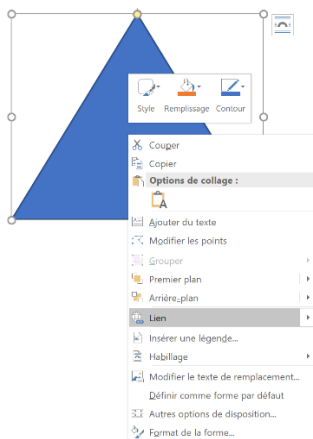 Style Remplissage Contour
Couper
Copier
Options de collage :
Ajouter du texte
Modifier les points
Grouper
Premier plan
Arrière-plan
Lien
Insérer une légende...
Habillage
Modifier le texte de remplacement...
Définir comme forme par défaut
Autres options de disposition...
Format de la forme...